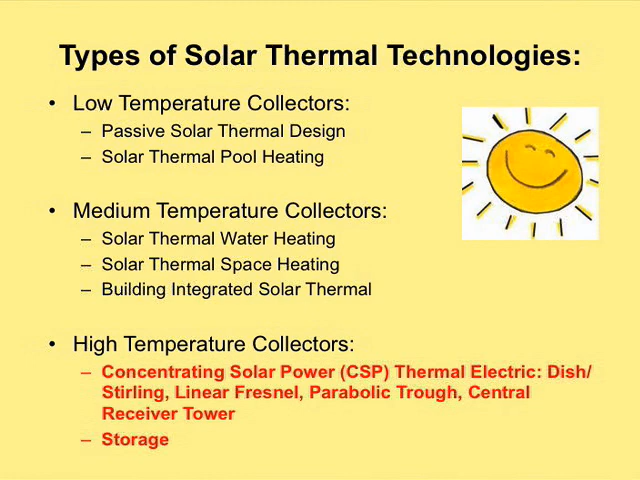 Types of Solar Thermal Technologies:
• Low Temperature Collectors:
– Passive Solar Thermal Design
– Solar Thermal Pool Heating
• Medium Temperature Collectors:
– Solar Thermal Water Heating
– Solar Thermal Space Heating
– Building Integrated Solar Thermal
• High Temperature Collectors:
– Concentrating Solar Power (CSP) Thermal Electric: Dish/
Stirling, Linear Fresnel, Parabolic Trough, Central
Receiver Tower
– Storage